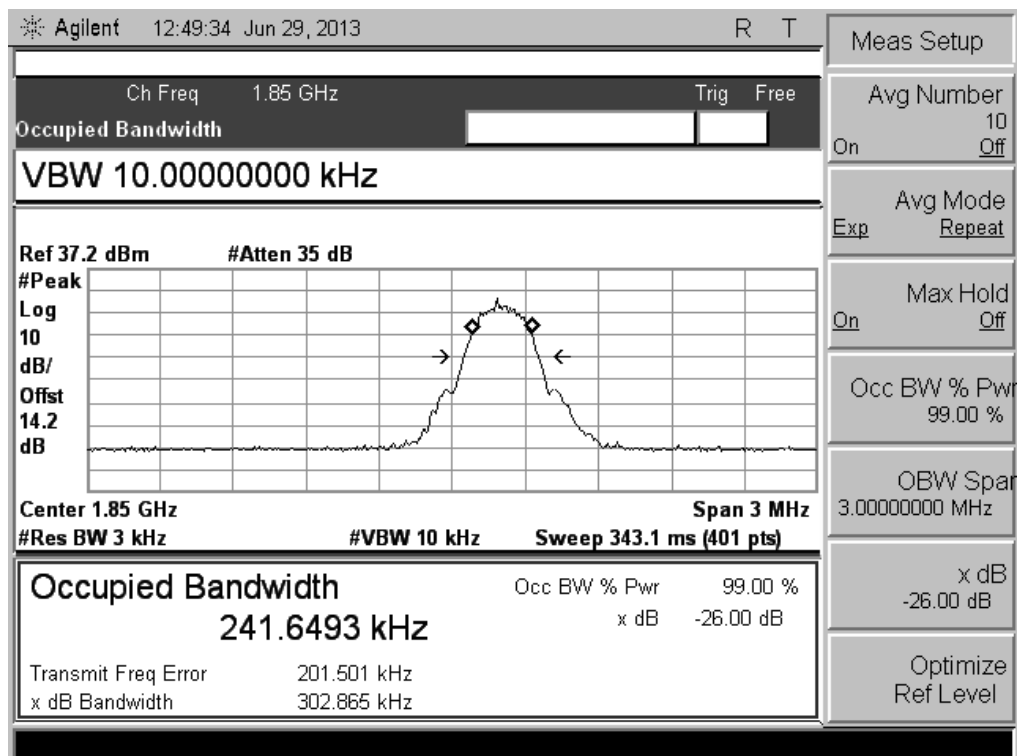 Agilent 12:49:34 Jun 29, 2013 R T
Ch Freq 1.85 GHz Trig Free
Occupied Bandwidth
VBW 10.00000000 kHz
Ref 37.2 dBm #Atten 35 dB
#Peak
Log
10
dB/
Offst
14.2
dB
Center 1.85 GHz Span 3 MHz
#Res BW 3 kHz #VBW 10 kHz Sweep 343.1 ms (401 pts)
Occupied Bandwidth Occ BW % Pwr 99.00 %
241.6493 kHz x dB -26.00 dB
Transmit Freq Error 201.501 kHz
x dB Bandwidth 302.865 kHz
Meas Setup
Avg Number
10
On Off
Avg Mode
Exp Repeat
Max Hold
On Off
Occ BW % Pwr
99.00 %
OBW Span
3.00000000 MHz
x dB
-26.00 dB
Optimize
Ref Level